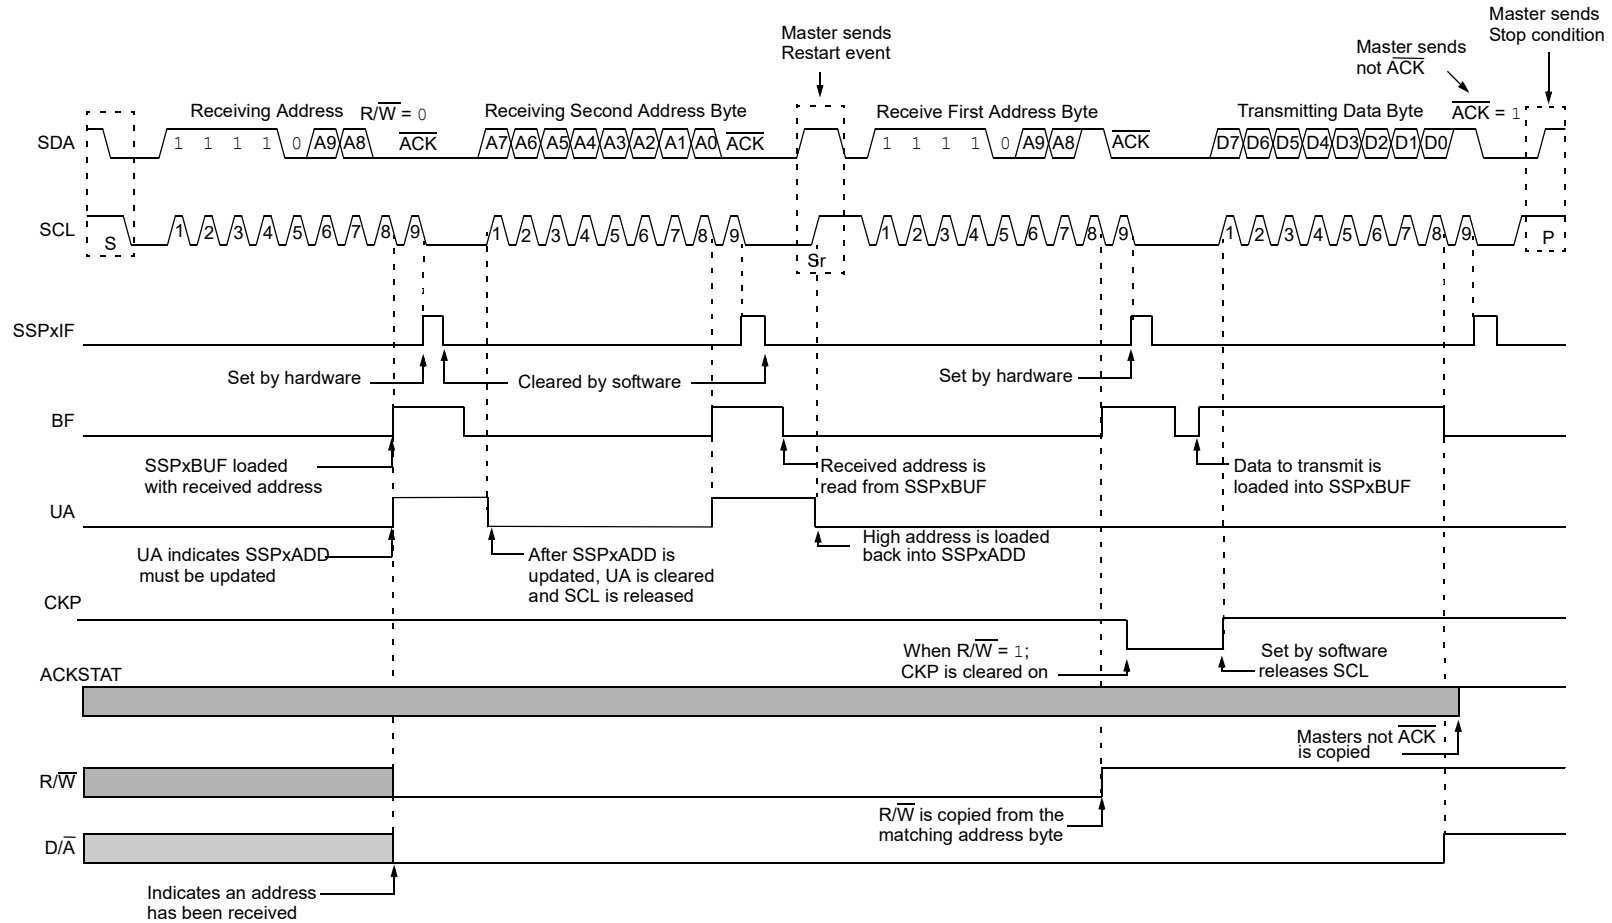 Master sends
Stop condition
Master sends
Restart event
Master sends
not ACK
Receiving Address R/W = 0
Receiving Second Address Byte
Receive First Address Byte
Transmitting Data Byte
ACK = 1
SDA
1 1 1 1 0 A9 A8 ACK
A7 A6 A5 A4 A3 A2 A1 A0 ACK
1 1 1 1 0 A9 A8 ACK
D7 D6 D5 D4 D3 D2 D1 D0
SCL
S
1 2 3 4 5 6 7 8 9
1 2 3 4 5 6 7 8 9
Sr
1 2 3 4 5 6 7 8 9
1 2 3 4 5 6 7 8 9
P
SSPxIF
Set by hardware
Cleared by software
Set by hardware
BF
SSPxBUF loaded
with received address
Received address is
read from SSPxBUF
Data to transmit is
loaded into SSPxBUF
UA
UA indicates SSPxADD
must be updated
After SSPxADD is
updated, UA is cleared
and SCL is released
High address is loaded
back into SSPxADD
CKP
When R/W = 1;
CKP is cleared on
Set by software
releases SCL
ACKSTAT
Masters not ACK
is copied
R/W
R/W is copied from the
matching address byte
D/A
Indicates an address
has been received